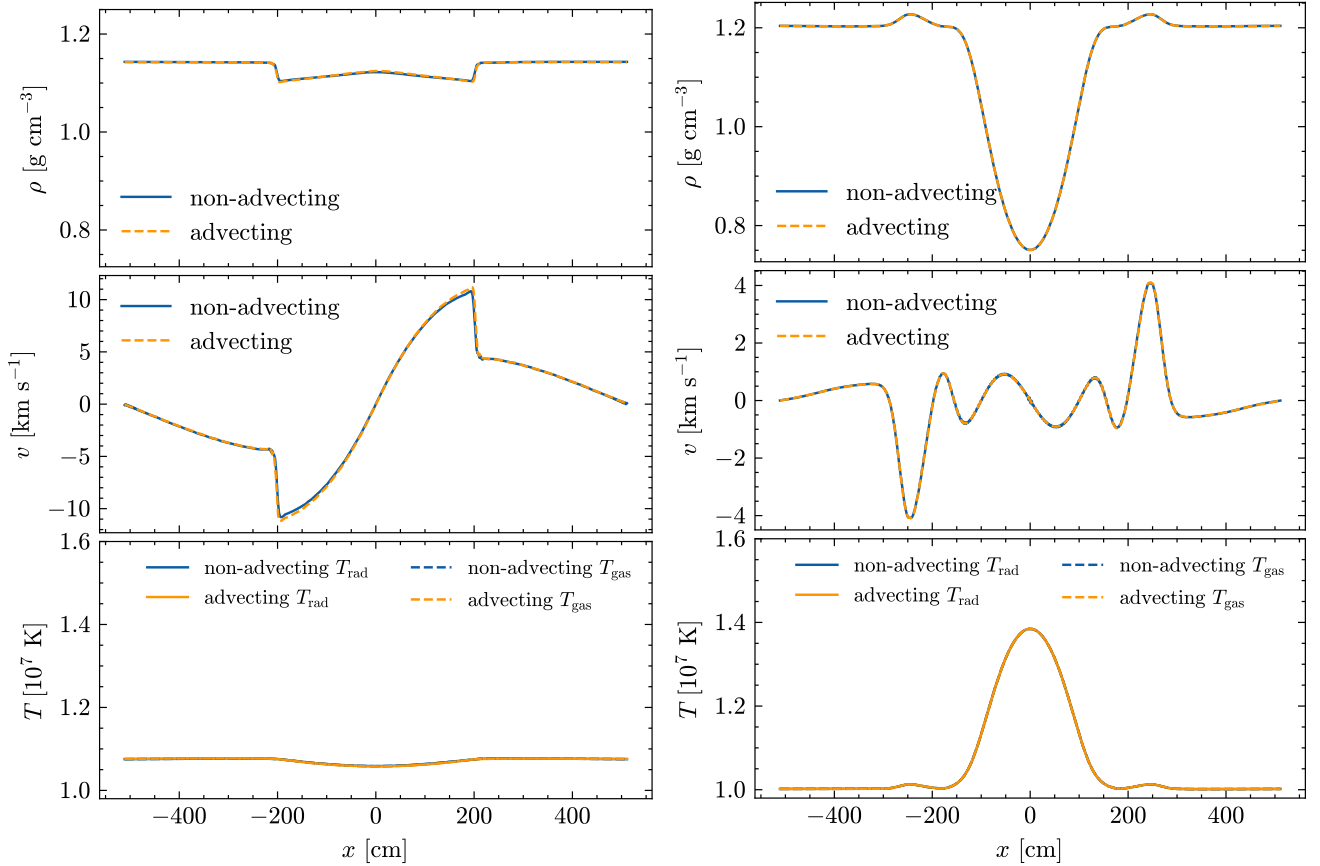 1.2
1.0
0.8
ρ [g cm⁻³]
non-advecting
advecting
10
5
0
−5
−10
v [km s⁻¹]
non-advecting
advecting
1.6
1.4
1.2
1.0
T [10⁷ K]
non-advecting T_rad
advecting T_rad
non-advecting T_gas
advecting T_gas
−400 −200 0 200 400
x [cm]
1.2
1.0
0.8
ρ [g cm⁻³]
non-advecting
advecting
4
2
0
−2
−4
v [km s⁻¹]
non-advecting
advecting
1.6
1.4
1.2
1.0
T [10⁷ K]
non-advecting T_rad
advecting T_rad
non-advecting T_gas
advecting T_gas
−400 −200 0 200 400
x [cm]